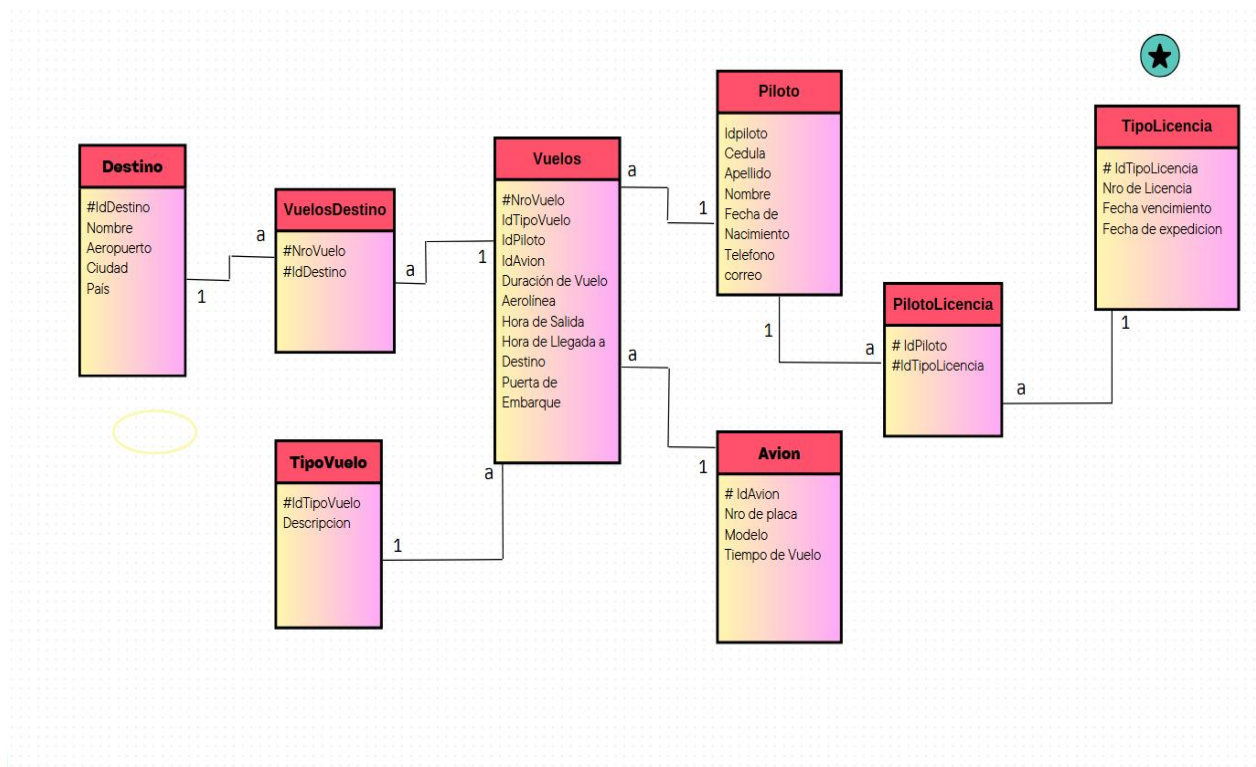 Destino
#IdDestino
Nombre
Aeropuerto
Ciudad
País
1
a
VuelosDestino
#NroVuelo
#IdDestino
a
1
Vuelos
#NroVuelo
IdTipoVuelo
IdPiloto
IdAvion
Duración de Vuelo
Aerolínea
Hora de Salida
Hora de Llegada a
Destino
Puerta de
Embarque
a
1
a
1
a
1
TipoVuelo
#IdTipoVuelo
Descripcion
Piloto
Idpiloto
Cedula
Apellido
Nombre
Fecha de
Nacimiento
Telefono
correo
1
a
Avion
# IdAvion
Nro de placa
Modelo
Tiempo de Vuelo
PilotoLicencia
# IdPiloto
#IdTipoLicencia
a
1
TipoLicencia
# IdTipoLicencia
Nro de Licencia
Fecha vencimiento
Fecha de expedicion